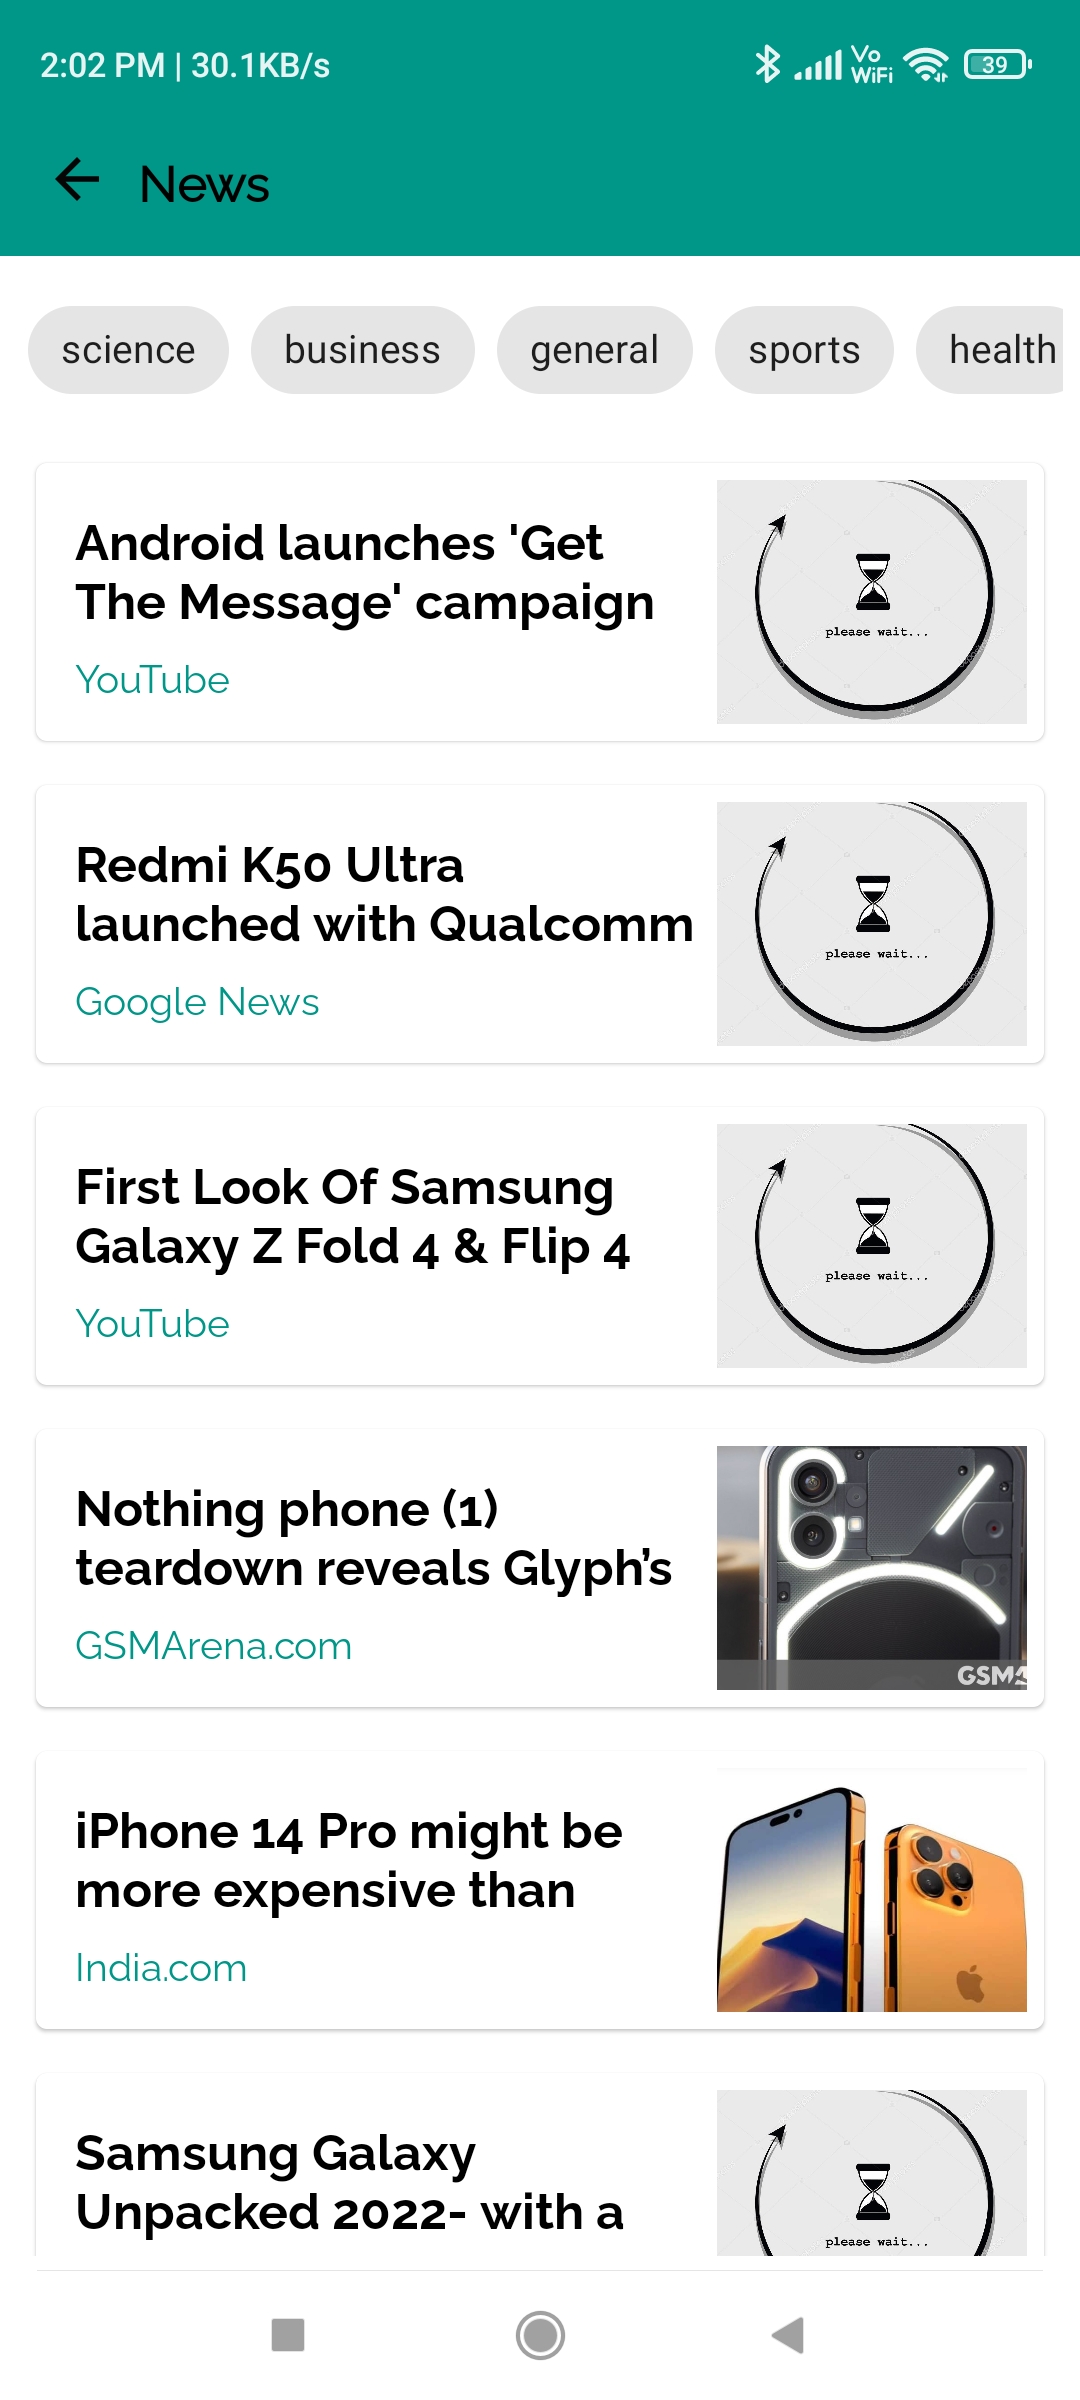 2:02 PM | 30.1KB/s
Vo
WiFi
39
News
science
business
general
sports
health
Android launches 'Get
The Message' campaign
YouTube
please wait...
Redmi K50 Ultra
launched with Qualcomm
Google News
please wait...
First Look Of Samsung
Galaxy Z Fold 4 & Flip 4
YouTube
please wait...
Nothing phone (1)
teardown reveals Glyph’s
GSMArena.com
iPhone 14 Pro might be
more expensive than
India.com
Samsung Galaxy
Unpacked 2022- with a
please wait...